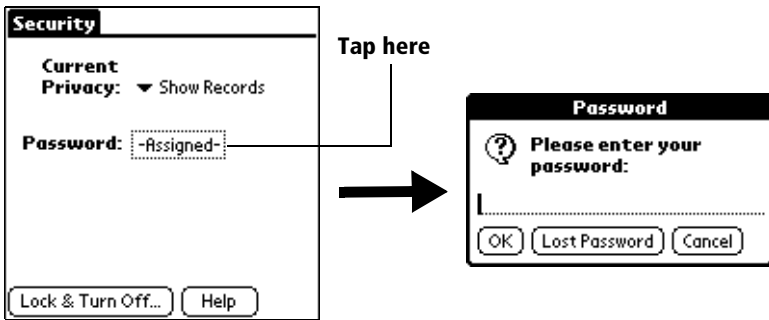 Security
Current
Privacy: Show Records
Password: -Assigned-
Lock & Turn Off... Help
Tap here
Password
Please enter your
password:
OK Lost Password Cancel